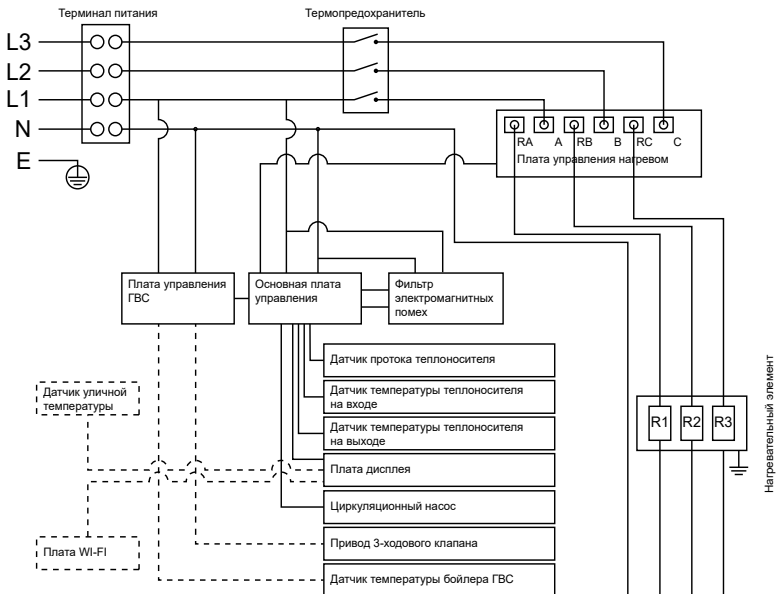 Терминал питания
Термопредохранитель
L3
L2
L1
N
E
RA
A
RB
B
RC
C
Плата управления нагревом
Плата управления
ГВС
Основная плата
управления
Фильтр
электромагнитных
помех
Датчик протока теплоносителя
Датчик температуры теплоносителя
на входе
Датчик уличной
температуры
Датчик температуры теплоносителя
на выходе
Плата дисплея
Циркуляционный насос
Плата WI-FI
Привод 3-ходового клапана
Датчик температуры бойлера ГВС
R1
R2
R3
Нагревательный элемент